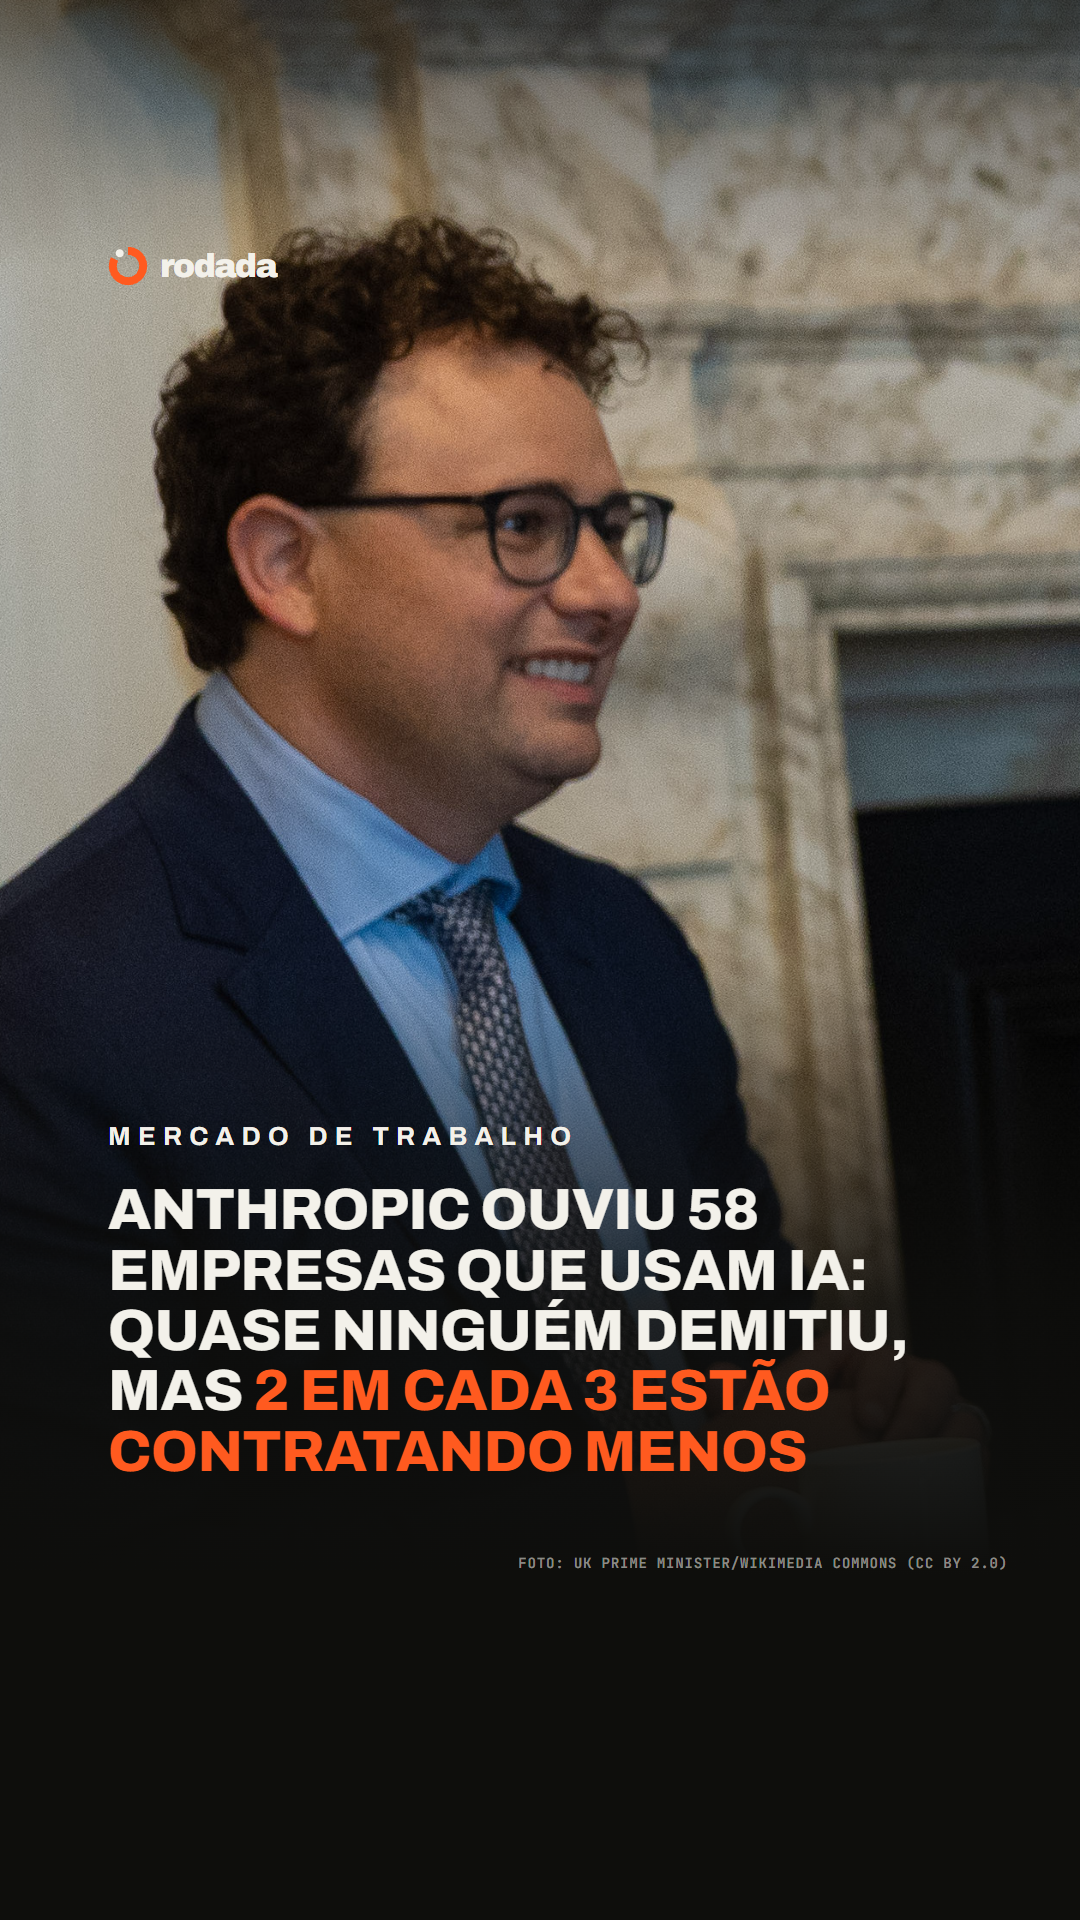 rodada
MERCADO DE TRABALHO
ANTHROPIC OUVIU 58
EMPRESAS QUE USAM IA:
QUASE NINGUÉM DEMITIU,
MAS 2 EM CADA 3 ESTÃO
CONTRATANDO MENOS
FOTO: UK PRIME MINISTER/WIKIMEDIA COMMONS (CC BY 2.0)